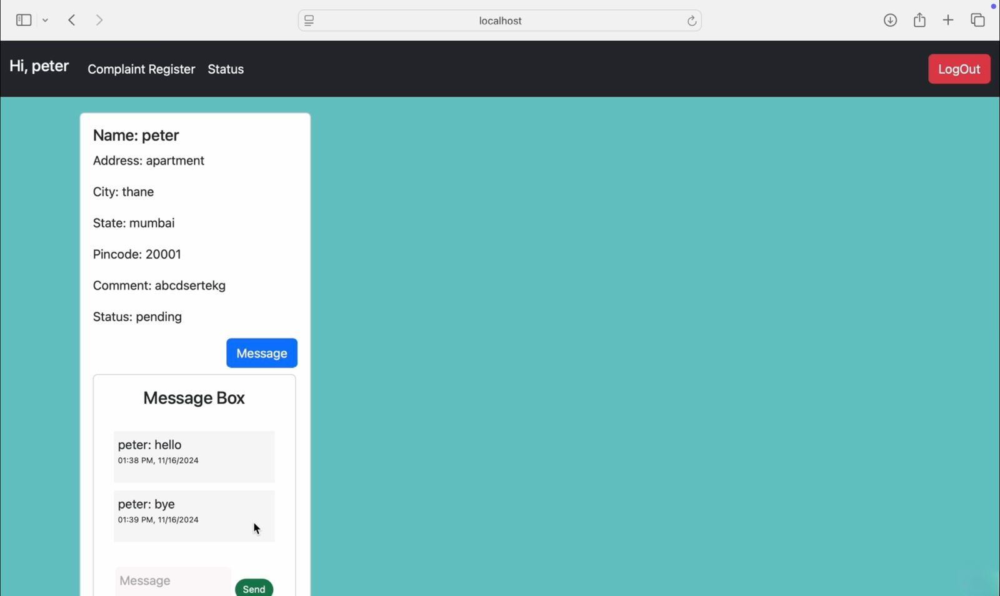 localhost
Hi, peter
Complaint Register
Status
LogOut
Name: peter
Address: apartment
City: thane
State: mumbai
Pincode: 20001
Comment: abcdsertekg
Status: pending
Message
Message Box
peter: hello
01:38 PM, 11/16/2024
peter: bye
01:39 PM, 11/16/2024
Message
Send